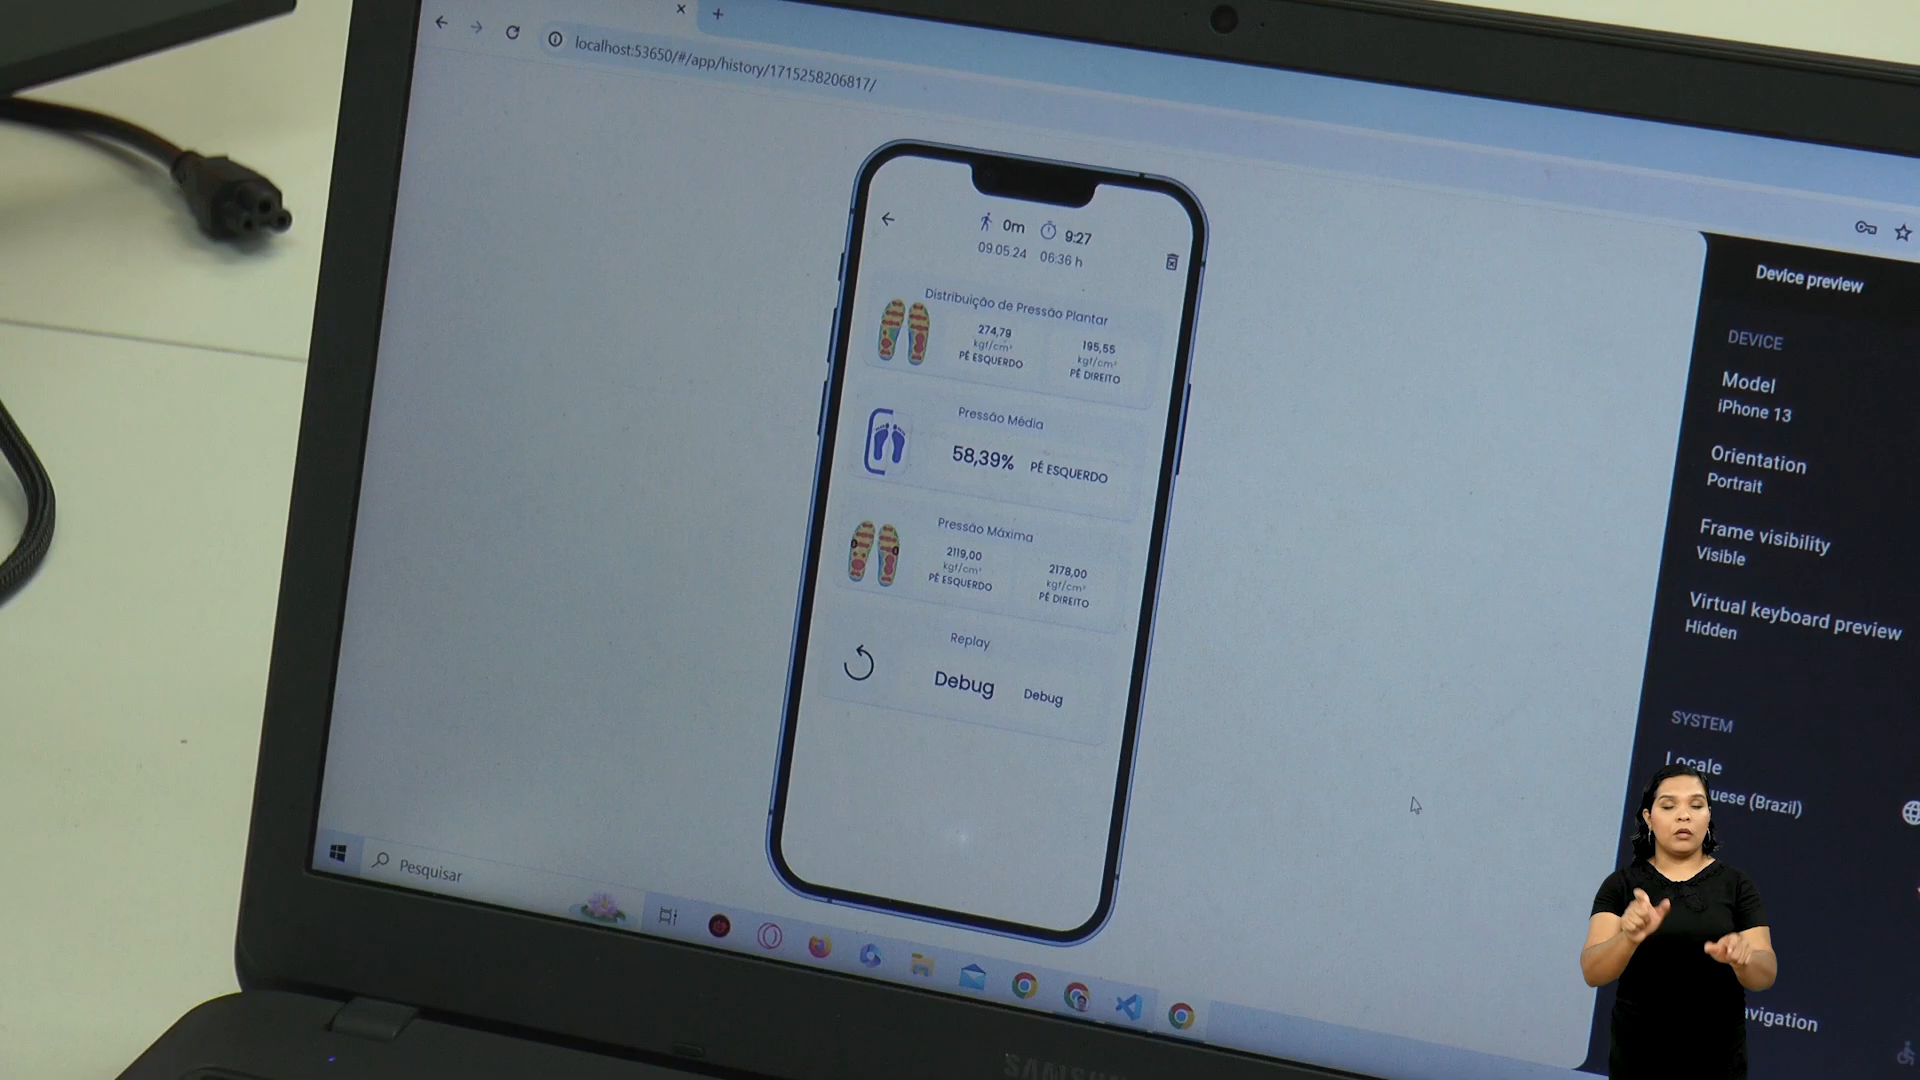 localhost:53650/#/app/history/1715258206817/
0m 9:27
09.05.24 06:36 h
Distribuição de Pressão Plantar
274,79
kgf/cm²
PÉ ESQUERDO
195,55
kgf/cm²
PÉ DIREITO
Pressão Média
58,39% PÉ ESQUERDO
Pressão Máxima
2119,00
kgf/cm²
PÉ ESQUERDO
2178,00
kgf/cm²
PÉ DIREITO
Replay
Debug Debug
Device preview
DEVICE
Model
iPhone 13
Orientation
Portrait
Frame visibility
Visible
Virtual keyboard preview
Hidden
SYSTEM
Locale
uese (Brazil)
avigation
Pesquisar